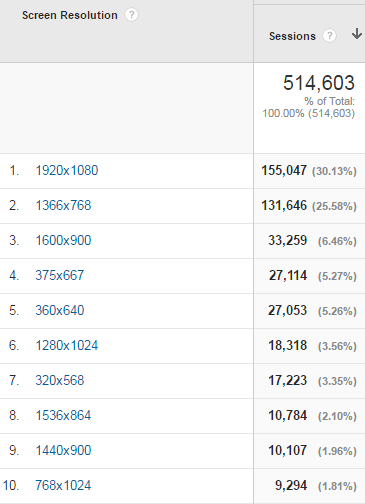 Screen Resolution ?
Sessions ?
514,603
% of Total:
100.00% (514,603)
1. 1920x1080 155,047 (30.13%)
2. 1366x768 131,646 (25.58%)
3. 1600x900 33,259 (6.46%)
4. 375x667 27,114 (5.27%)
5. 360x640 27,053 (5.26%)
6. 1280x1024 18,318 (3.56%)
7. 320x568 17,223 (3.35%)
8. 1536x864 10,784 (2.10%)
9. 1440x900 10,107 (1.96%)
10. 768x1024 9,294 (1.81%)